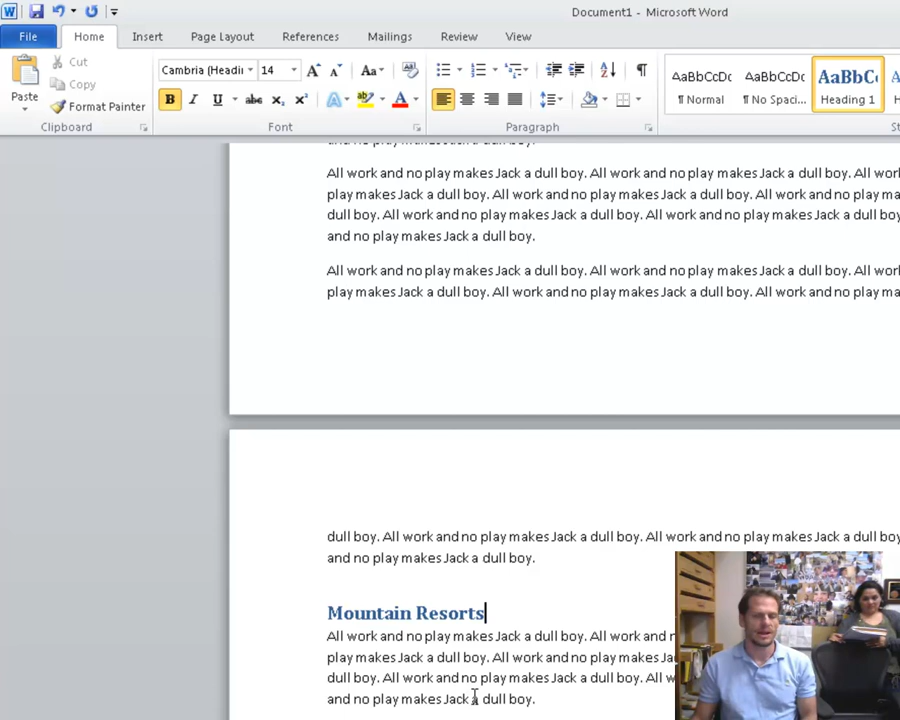 Document1 - Microsoft Word
File Home Insert Page Layout References Mailings Review View
Cut
Copy
Paste
Format Painter
Clipboard
Cambria (Headi 14
Font
Paragraph
AaBbCcDc AaBbCcDc AaBbC
¶ Normal ¶ No Spaci... Heading 1
and no play makes Jack a dull boy.
All work and no play makes Jack a dull boy. All work and no play makes Jack a dull boy. All work
play makes Jack a dull boy. All work and no play makes Jack a dull boy. All work and no play ma
dull boy. All work and no play makes Jack a dull boy. All work and no play makes Jack a dull boy
and no play makes Jack a dull boy.
All work and no play makes Jack a dull boy. All work and no play makes Jack a dull boy. All work
play makes Jack a dull boy. All work and no play makes Jack a dull boy. All work and no play ma
dull boy. All work and no play makes Jack a dull boy. All work and no play makes Jack a dull boy
and no play makes Jack a dull boy.
Mountain Resorts
All work and no play makes Jack a dull boy. All work and n
play makes Jack a dull boy. All work and no play makes Ja
dull boy. All work and no play makes Jack a dull boy. All w
and no play makes Jack a dull boy.